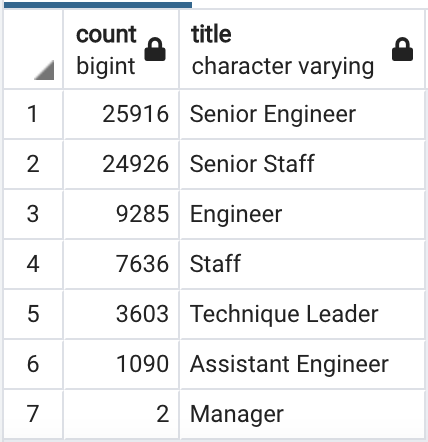 count title
bigint character varying
1 25916 Senior Engineer
2 24926 Senior Staff
3 9285 Engineer
4 7636 Staff
5 3603 Technique Leader
6 1090 Assistant Engineer
7 2 Manager